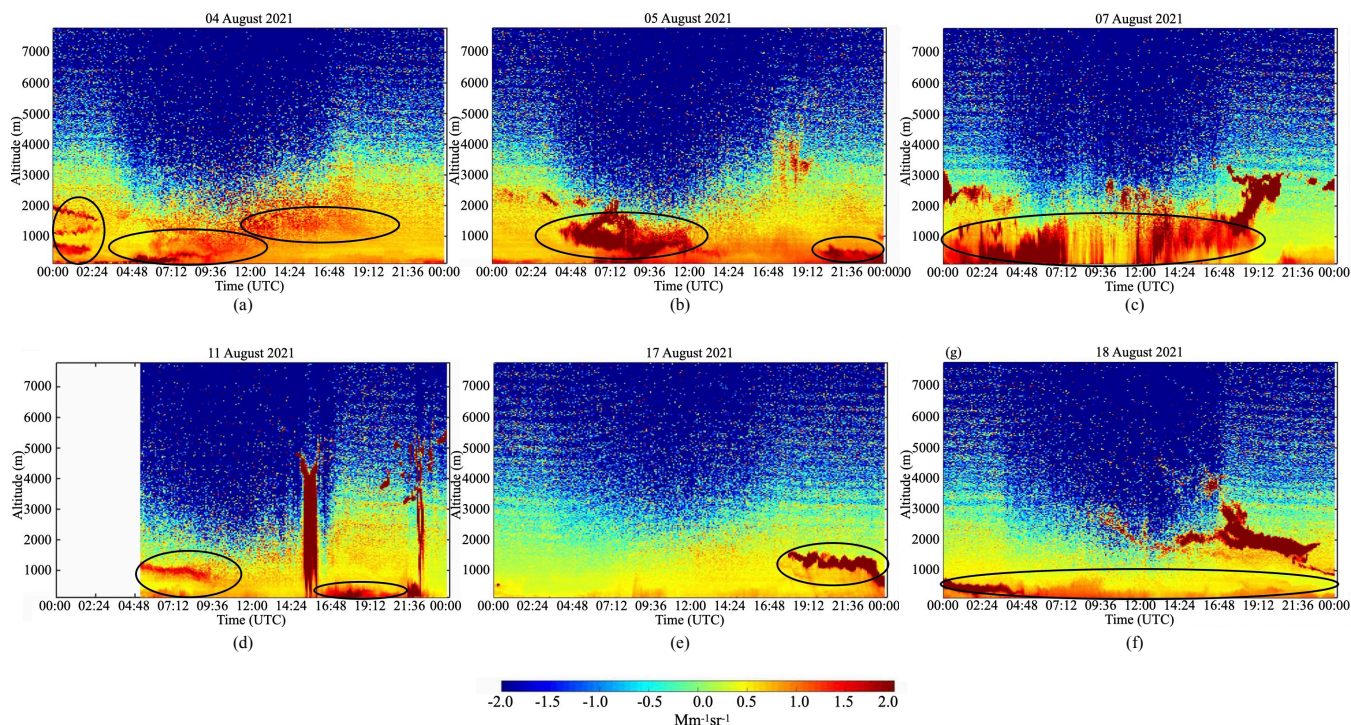 04 August 2021
05 August 2021
07 August 2021
7000
6000
5000
4000
3000
2000
1000
Altitude (m)
00:00 02:24 04:48 07:12 09:36 12:00 14:24 16:48 19:12 21:36 00:00
Time (UTC)
(a)
7000
6000
5000
4000
3000
2000
1000
Altitude (m)
00:00 02:24 04:48 07:12 09:36 12:00 14:24 16:48 19:10 21:36 00:0000
Time (UTC)
(b)
7000
6000
5000
4000
3000
2000
1000
Altitude (m)
00:00 02:24 04:48 07:12 09:36 12:00 14:24 16:48 19:12 21:36 00:00
Time (UTC)
(c)
11 August 2021
17 August 2021
(g)
18 August 2021
7000
6000
5000
4000
3000
2000
1000
Altitude (m)
00:00 02:24 04:48 07:12 09:36 12:00 14:24 16:48 19:12 21:36 00:00
Time (UTC)
(d)
7000
6000
5000
4000
3000
2000
1000
Altitude (m)
00:00 02:24 04:48 07:12 09:36 12:00 14:24 16:48 19:12 21:36 00:00
Time (UTC)
(e)
7000
6000
5000
4000
3000
2000
1000
Altitude (m)
00:00 02:24 04:48 07:12 09:36 12:00 14:24 16:48 19:12 21:36 00:00
Time (UTC)
(f)
-2.0 -1.5 -1.0 -0.5 0.0 0.5 1.0 1.5 2.0
Mm⁻¹sr⁻¹